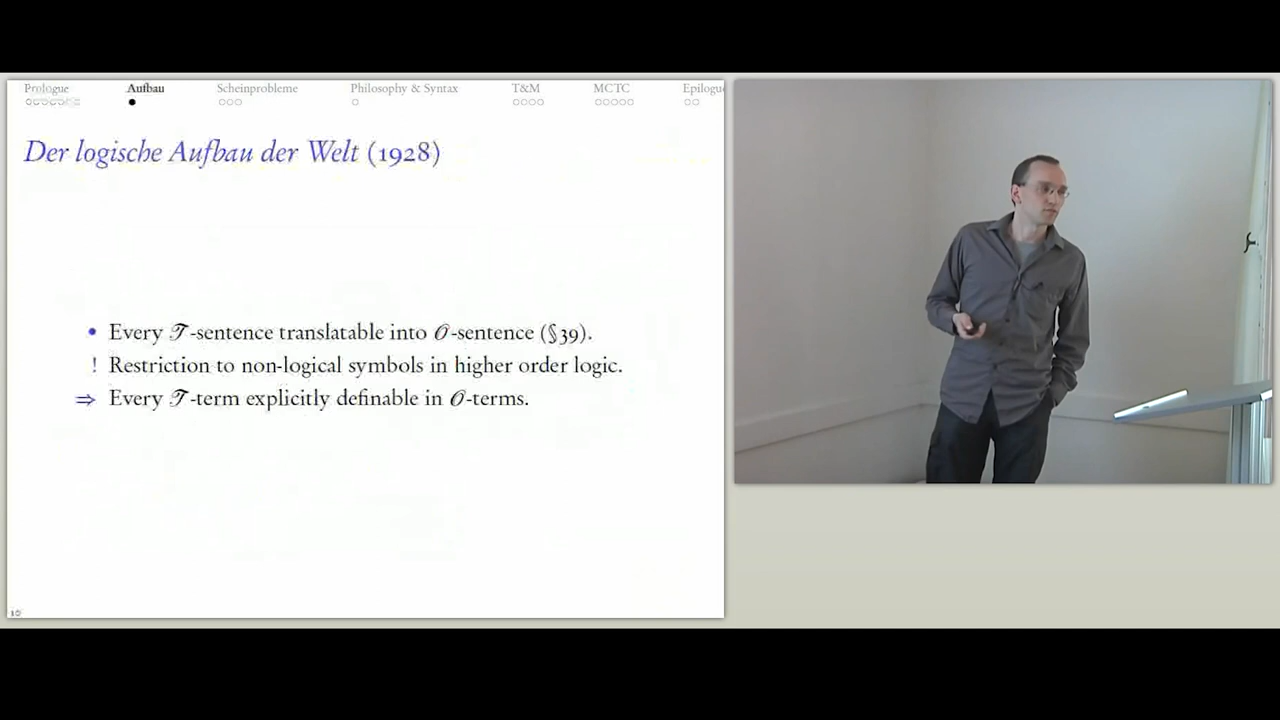 Prologue Aufbau Scheinprobleme Philosophy & Syntax T&M MCTC Epilogu
Der logische Aufbau der Welt (1928)
• Every 𝒯-sentence translatable into 𝒪-sentence (§39).
! Restriction to non-logical symbols in higher order logic.
⇒ Every 𝒯-term explicitly definable in 𝒪-terms.